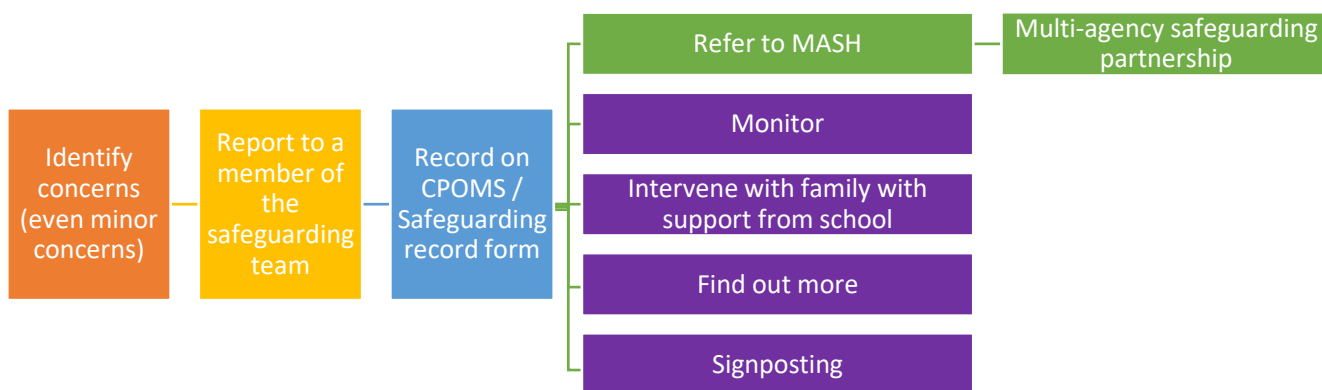 Identify
concerns
(even minor
concerns)
Report to a
member of
the
safeguarding
team
Record on
CPOMS /
Safeguarding
record form
Refer to MASH
Multi-agency safeguarding
partnership
Monitor
Intervene with family with
support from school
Find out more
Signposting